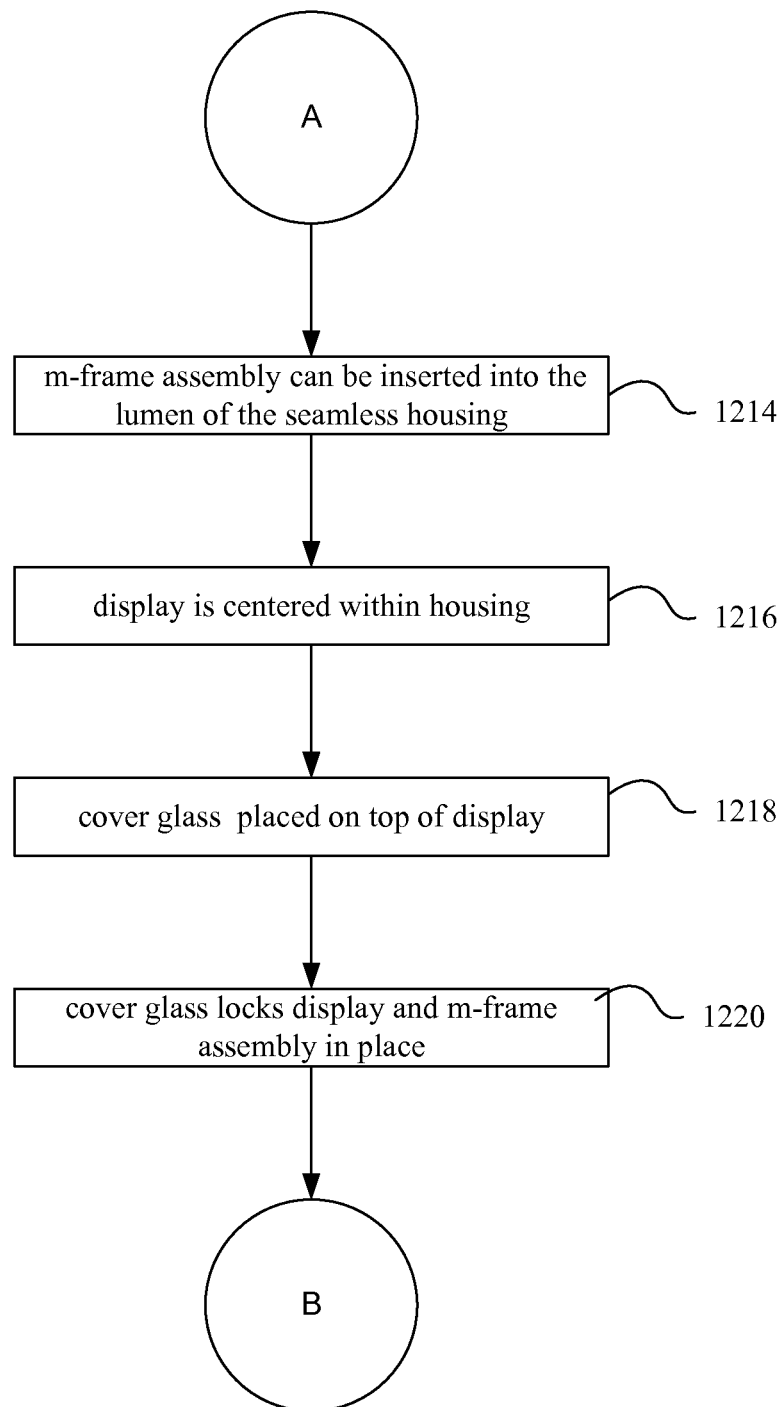 A
m-frame assembly can be inserted into the
lumen of the seamless housing
1214
display is centered within housing
1216
cover glass placed on top of display
1218
cover glass locks display and m-frame
assembly in place
1220
B